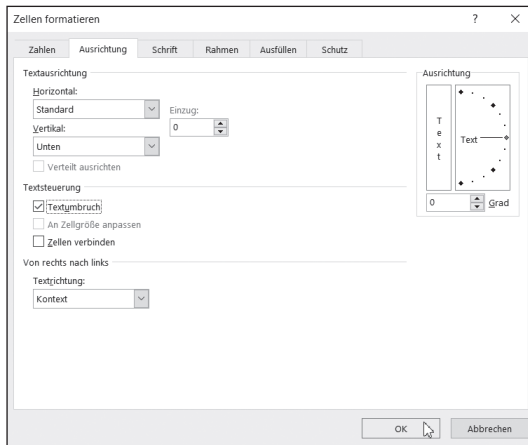 Zellen formatieren ? ×
Zahlen Ausrichtung Schrift Rahmen Ausfüllen Schutz
Textausrichtung
Horizontal:
Standard
Einzug:
0
Vertikal:
Unten
Verteilt ausrichten
Textsteuerung
Textumbruch
An Zellgröße anpassen
Zellen verbinden
Von rechts nach links
Textrichtung:
Kontext
Ausrichtung
T
e
x
t
Text
0 Grad
OK Abbrechen